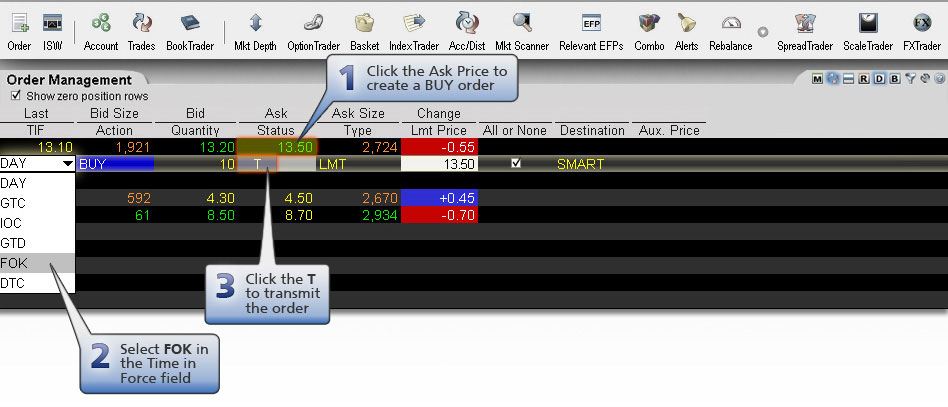 Order ISW Account Trades BookTrader Mkt Depth OptionTrader Basket IndexTrader Acc/Dist Mkt Scanner Relevant EFPs Combo Alerts Rebalance SpreadTrader ScaleTrader FXTrader
EFP
FX
1 Click the Ask Price to
create a BUY order
Order Management
M R D B
Show zero position rows
Last Bid Size Bid Ask Ask Size Change
TIF Action Quantity Status Type Lmt Price All or None Destination Aux. Price
13.10 1,921 13.20 13.50 2,724 -0.55
DAY BUY 10 T LMT 13.50 SMART
DAY
GTC 592 4.30 4.50 2,670 +0.45
IOC 61 8.50 8.70 2,934 -0.70
GTD
FOK
DTC
3 Click the T
to transmit
the order
2 Select FOK in
the Time in
Force field